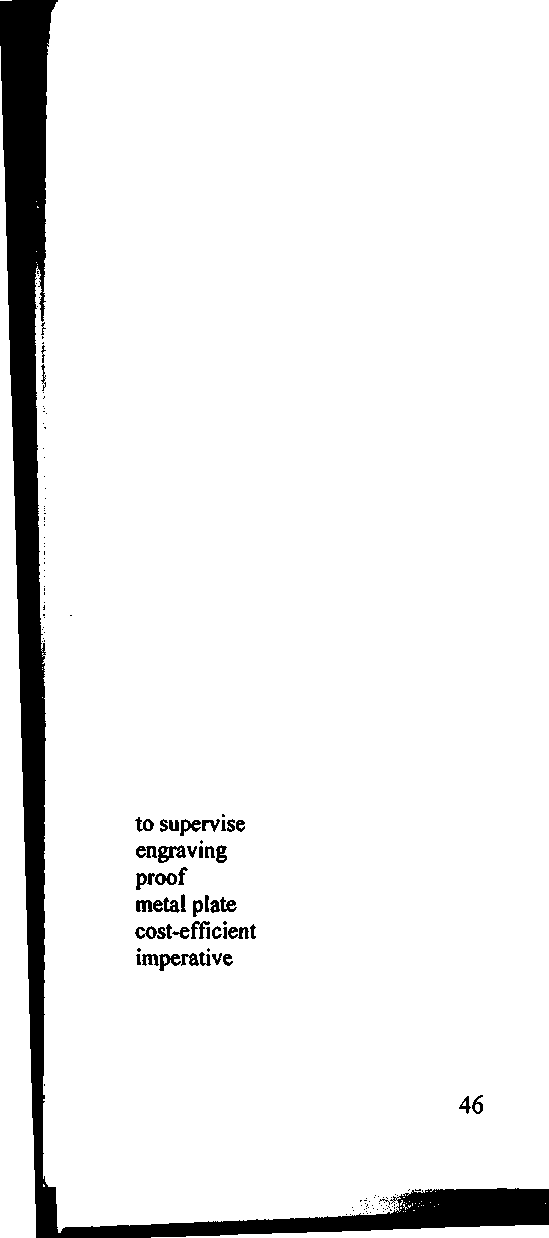 to supervise
engraving
proof
metal plate
cost-efficient
imperative
46